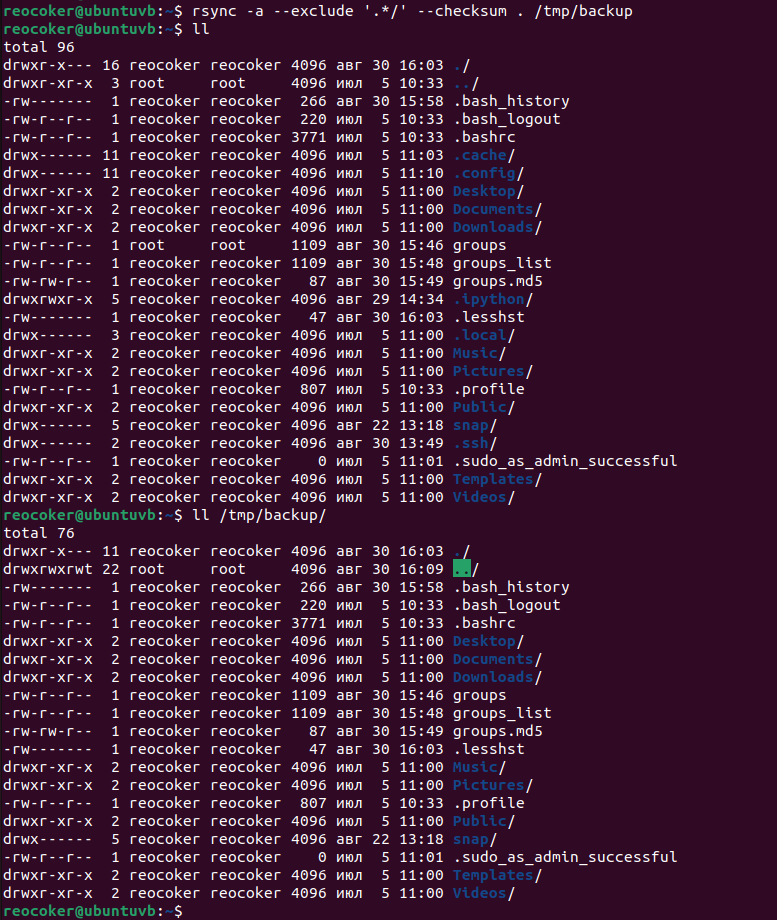 reocoker@ubuntuvb:~$ rsync -a --exclude '.*/' --checksum . /tmp/backup
reocoker@ubuntuvb:~$ ll
total 96
drwxr-x--- 16 reocoker reocoker 4096 авг 30 16:03 ./
drwxr-xr-x  3 root     root     4096 июл  5 10:33 ../
-rw-------  1 reocoker reocoker  266 авг 30 15:58 .bash_history
-rw-r--r--  1 reocoker reocoker  220 июл  5 10:33 .bash_logout
-rw-r--r--  1 reocoker reocoker 3771 июл  5 10:33 .bashrc
drwx------ 11 reocoker reocoker 4096 июл  5 11:03 .cache/
drwx------ 11 reocoker reocoker 4096 июл  5 11:10 .config/
drwxr-xr-x  2 reocoker reocoker 4096 июл  5 11:00 Desktop/
drwxr-xr-x  2 reocoker reocoker 4096 июл  5 11:00 Documents/
drwxr-xr-x  2 reocoker reocoker 4096 июл  5 11:00 Downloads/
-rw-r--r--  1 root     root     1109 авг 30 15:46 groups
-rw-r--r--  1 reocoker reocoker 1109 авг 30 15:48 groups_list
-rw-rw-r--  1 reocoker reocoker   87 авг 30 15:49 groups.md5
drwxrwxr-x  5 reocoker reocoker 4096 авг 29 14:34 .ipython/
-rw-------  1 reocoker reocoker   47 авг 30 16:03 .lesshst
drwx------  3 reocoker reocoker 4096 июл  5 11:00 .local/
drwxr-xr-x  2 reocoker reocoker 4096 июл  5 11:00 Music/
drwxr-xr-x  2 reocoker reocoker 4096 июл  5 11:00 Pictures/
-rw-r--r--  1 reocoker reocoker  807 июл  5 10:33 .profile
drwxr-xr-x  2 reocoker reocoker 4096 июл  5 11:00 Public/
drwx------  5 reocoker reocoker 4096 авг 22 13:18 snap/
drwx------  2 reocoker reocoker 4096 авг 30 13:49 .ssh/
-rw-r--r--  1 reocoker reocoker    0 июл  5 11:01 .sudo_as_admin_successful
drwxr-xr-x  2 reocoker reocoker 4096 июл  5 11:00 Templates/
drwxr-xr-x  2 reocoker reocoker 4096 июл  5 11:00 Videos/
reocoker@ubuntuvb:~$ ll /tmp/backup/
total 76
drwxr-x--- 11 reocoker reocoker 4096 авг 30 16:03 ./
drwxrwxrwt 22 root     root     4096 авг 30 16:09 ../
-rw-------  1 reocoker reocoker  266 авг 30 15:58 .bash_history
-rw-r--r--  1 reocoker reocoker  220 июл  5 10:33 .bash_logout
-rw-r--r--  1 reocoker reocoker 3771 июл  5 10:33 .bashrc
drwxr-xr-x  2 reocoker reocoker 4096 июл  5 11:00 Desktop/
drwxr-xr-x  2 reocoker reocoker 4096 июл  5 11:00 Documents/
drwxr-xr-x  2 reocoker reocoker 4096 июл  5 11:00 Downloads/
-rw-r--r--  1 reocoker reocoker 1109 авг 30 15:46 groups
-rw-r--r--  1 reocoker reocoker 1109 авг 30 15:48 groups_list
-rw-rw-r--  1 reocoker reocoker   87 авг 30 15:49 groups.md5
-rw-------  1 reocoker reocoker   47 авг 30 16:03 .lesshst
drwxr-xr-x  2 reocoker reocoker 4096 июл  5 11:00 Music/
drwxr-xr-x  2 reocoker reocoker 4096 июл  5 11:00 Pictures/
-rw-r--r--  1 reocoker reocoker  807 июл  5 10:33 .profile
drwxr-xr-x  2 reocoker reocoker 4096 июл  5 11:00 Public/
drwx------  5 reocoker reocoker 4096 авг 22 13:18 snap/
-rw-r--r--  1 reocoker reocoker    0 июл  5 11:01 .sudo_as_admin_successful
drwxr-xr-x  2 reocoker reocoker 4096 июл  5 11:00 Templates/
drwxr-xr-x  2 reocoker reocoker 4096 июл  5 11:00 Videos/
reocoker@ubuntuvb:~$